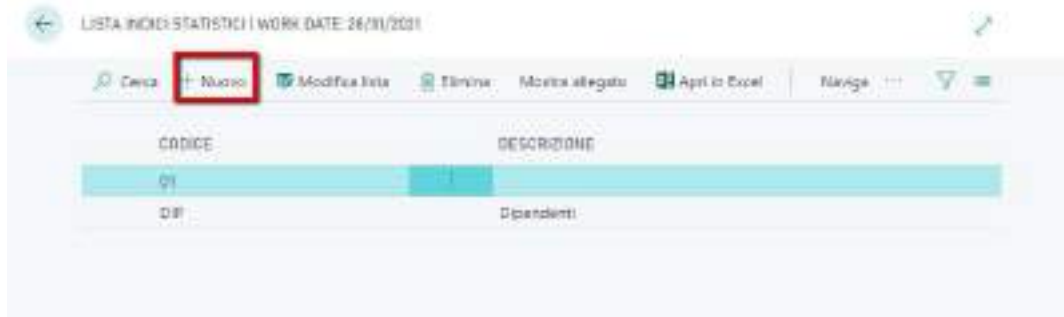 LISTA INDICI STATISTICI | WORK DATE: 26/11/2021
Cerca + Nuovo Modifica lista Elimina Mostra allegato Apri in Excel Naviga ...
CODICE DESCRIZIONE
01
DIP Dipendenti